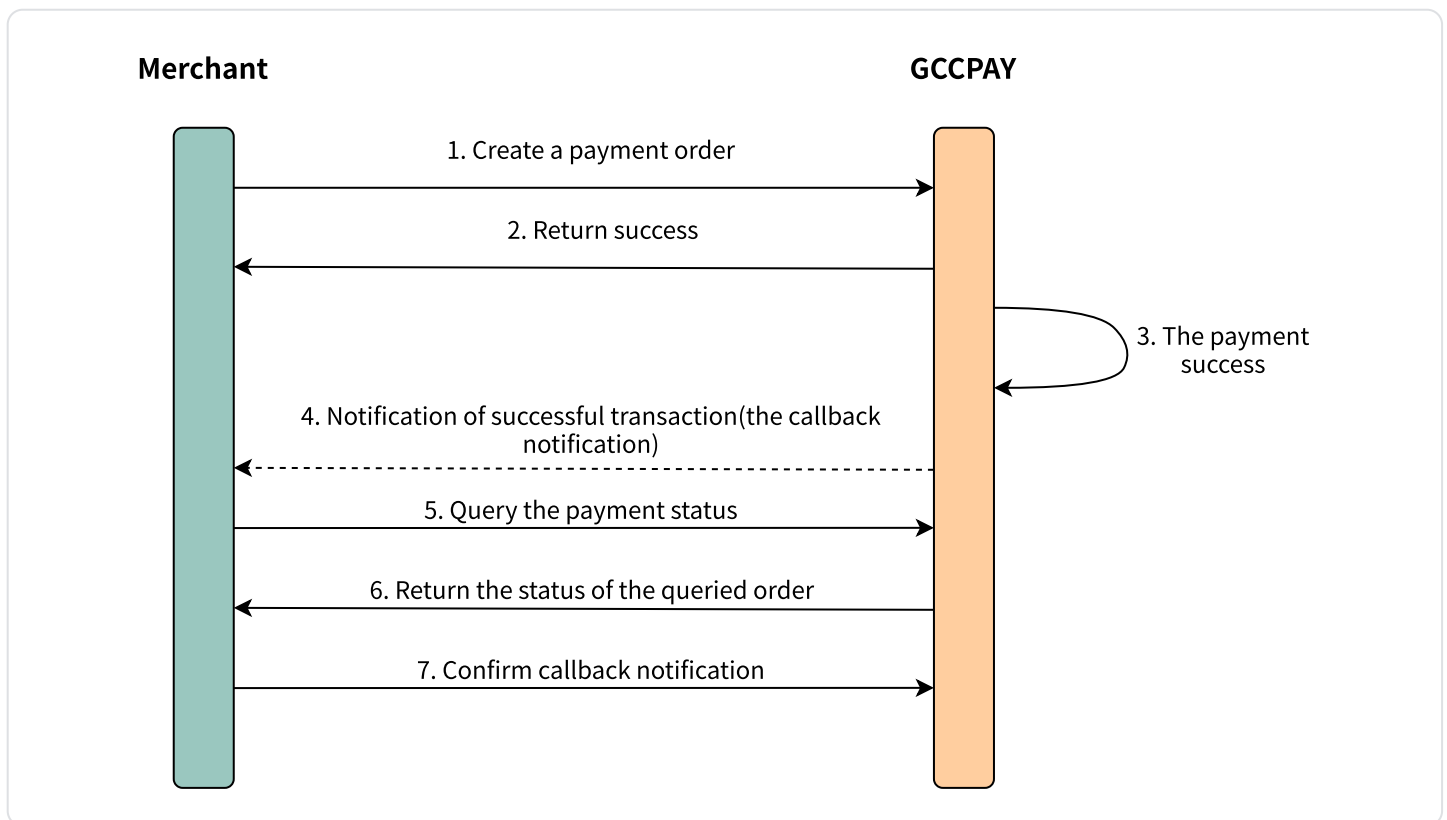 Merchant
GCCPAY
1. Create a payment order
2. Return success
3. The payment
success
4. Notification of successful transaction(the callback
notification)
5. Query the payment status
6. Return the status of the queried order
7. Confirm callback notification